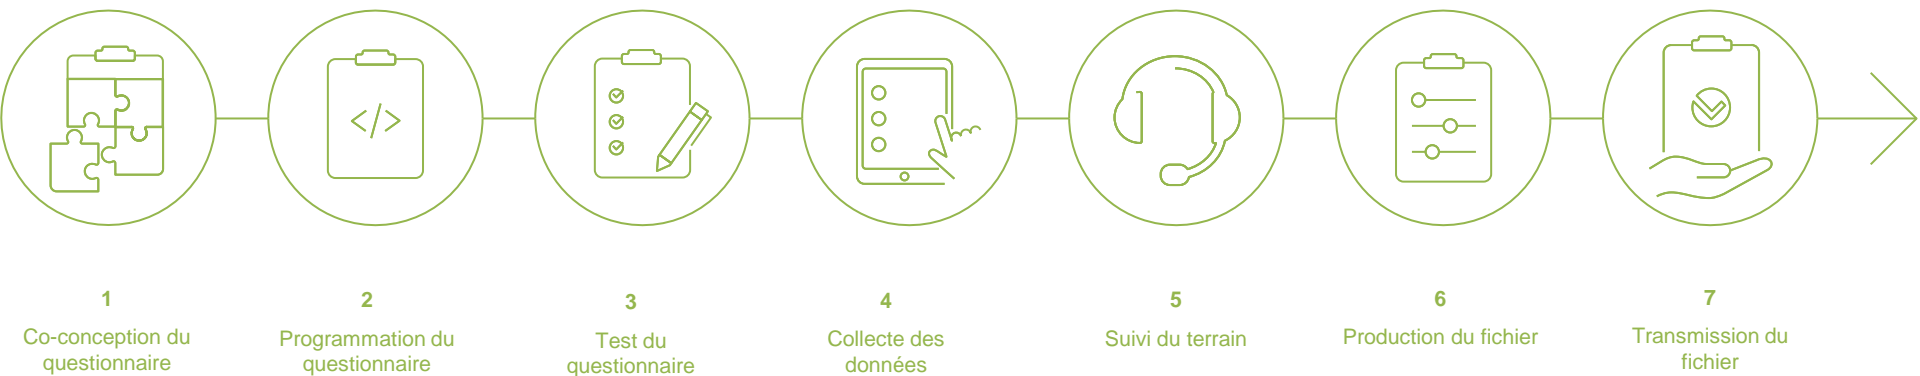 </>
1
Co-conception du
questionnaire
2
Programmation du
questionnaire
3
Test du
questionnaire
4
Collecte des
données
5
Suivi du terrain
6
Production du fichier
7
Transmission du
fichier